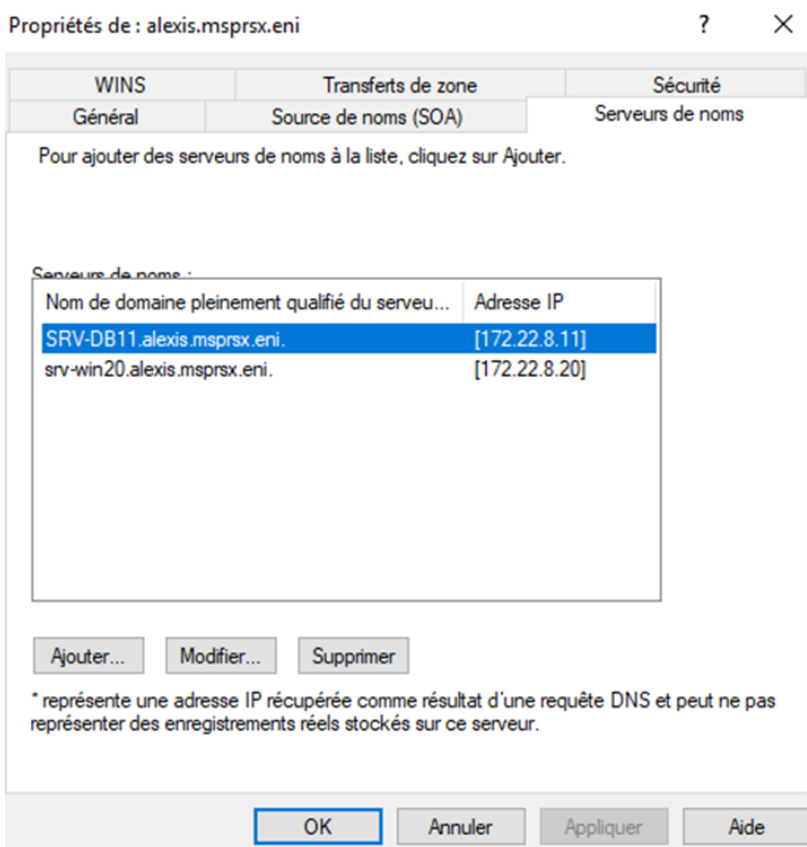 Propriétés de : alexis.msprsx.eni ? ×
WINS Transferts de zone Sécurité
Général Source de noms (SOA) Serveurs de noms
Pour ajouter des serveurs de noms à la liste, cliquez sur Ajouter.
Serveurs de noms :
Nom de domaine pleinement qualifié du serveu... Adresse IP
SRV-DB11.alexis.msprsx.eni. [172.22.8.11]
srv-win20.alexis.msprsx.eni. [172.22.8.20]
Ajouter... Modifier... Supprimer
* représente une adresse IP récupérée comme résultat d'une requête DNS et peut ne pas
représenter des enregistrements réels stockés sur ce serveur.
OK Annuler Appliquer Aide